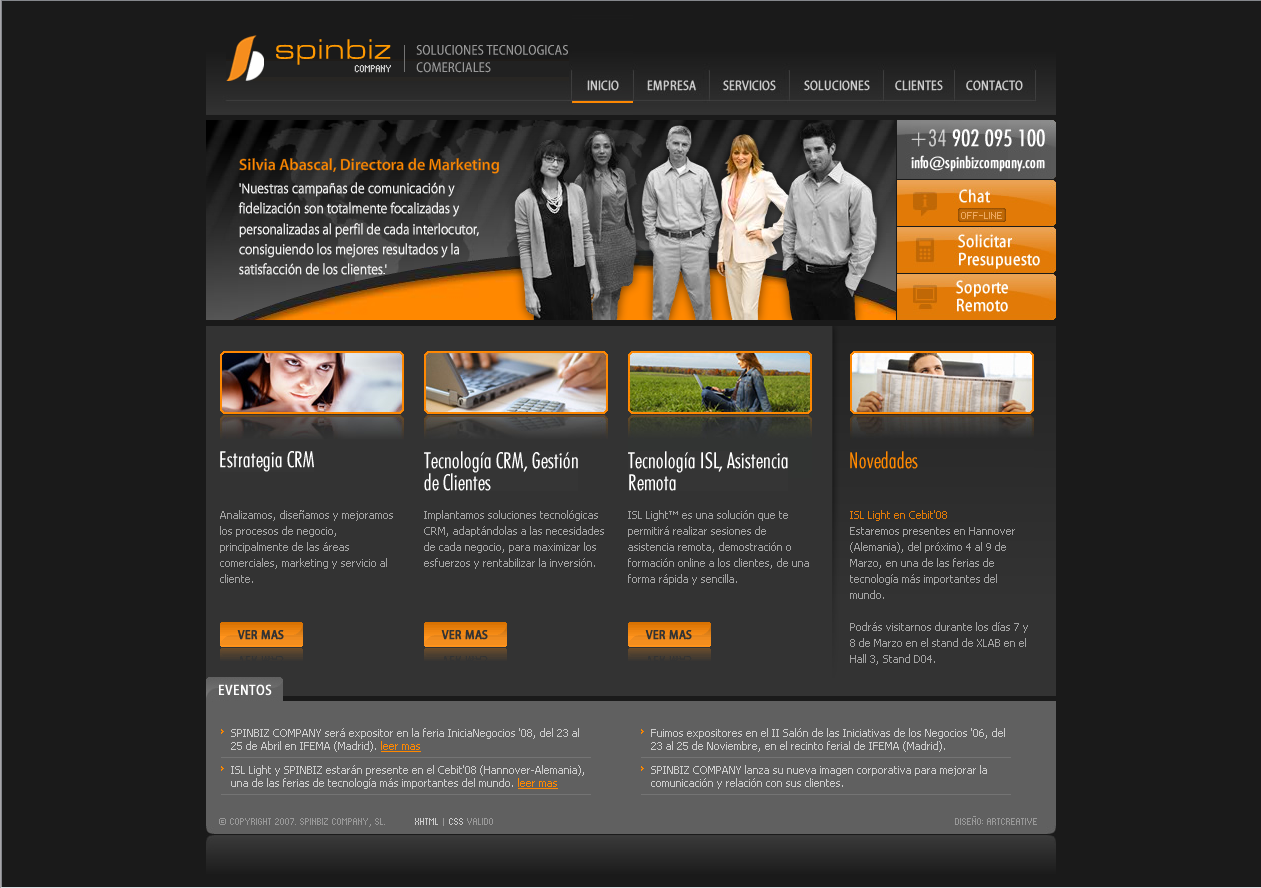 spinbiz
COMPANY
SOLUCIONES TECNOLOGICAS
COMERCIALES
INICIO
EMPRESA
SERVICIOS
SOLUCIONES
CLIENTES
CONTACTO
Silvia Abascal, Directora de Marketing
'Nuestras campañas de comunicación y
fidelización son totalmente focalizadas y
personalizadas al perfil de cada interlocutor,
consiguiendo los mejores resultados y la
satisfacción de los clientes.'
+34 902 095 100
info@spinbizcompany.com
Chat
OFF-LINE
Solicitar
Presupuesto
Soporte
Remoto
Estrategia CRM
Analizamos, diseñamos y mejoramos
los procesos de negocio,
principalmente de las áreas
comerciales, marketing y servicio al
cliente.
VER MAS
Tecnología CRM, Gestión
de Clientes
Implantamos soluciones tecnológicas
CRM, adaptándolas a las necesidades
de cada negocio, para maximizar los
esfuerzos y rentabilizar la inversión.
VER MAS
Tecnología ISL, Asistencia
Remota
ISL Light™ es una solución que te
permitirá realizar sesiones de
asistencia remota, demostración o
formación online a los clientes, de una
forma rápida y sencilla.
VER MAS
Novedades
ISL Light en Cebit'08
Estaremos presentes en Hannover
(Alemania), del próximo 4 al 9 de
Marzo, en una de las ferias de
tecnología más importantes del
mundo.
Podrás visitarnos durante los días 7 y
8 de Marzo en el stand de XLAB en el
Hall 3, Stand D04.
EVENTOS
SPINBIZ COMPANY será expositor en la feria IniciaNegocios '08, del 23 al
25 de Abril en IFEMA (Madrid). leer mas
ISL Light y SPINBIZ estarán presente en el Cebit'08 (Hannover-Alemania),
una de las ferias de tecnología más importantes del mundo. leer mas
Fuimos expositores en el II Salón de las Iniciativas de los Negocios '06, del
23 al 25 de Noviembre, en el recinto ferial de IFEMA (Madrid).
SPINBIZ COMPANY lanza su nueva imagen corporativa para mejorar la
comunicación y relación con sus clientes.
© COPYRIGHT 2007. SPINBIZ COMPANY, SL.
XHTML | CSS VALIDO
DISEÑO: ARTCREATIVE